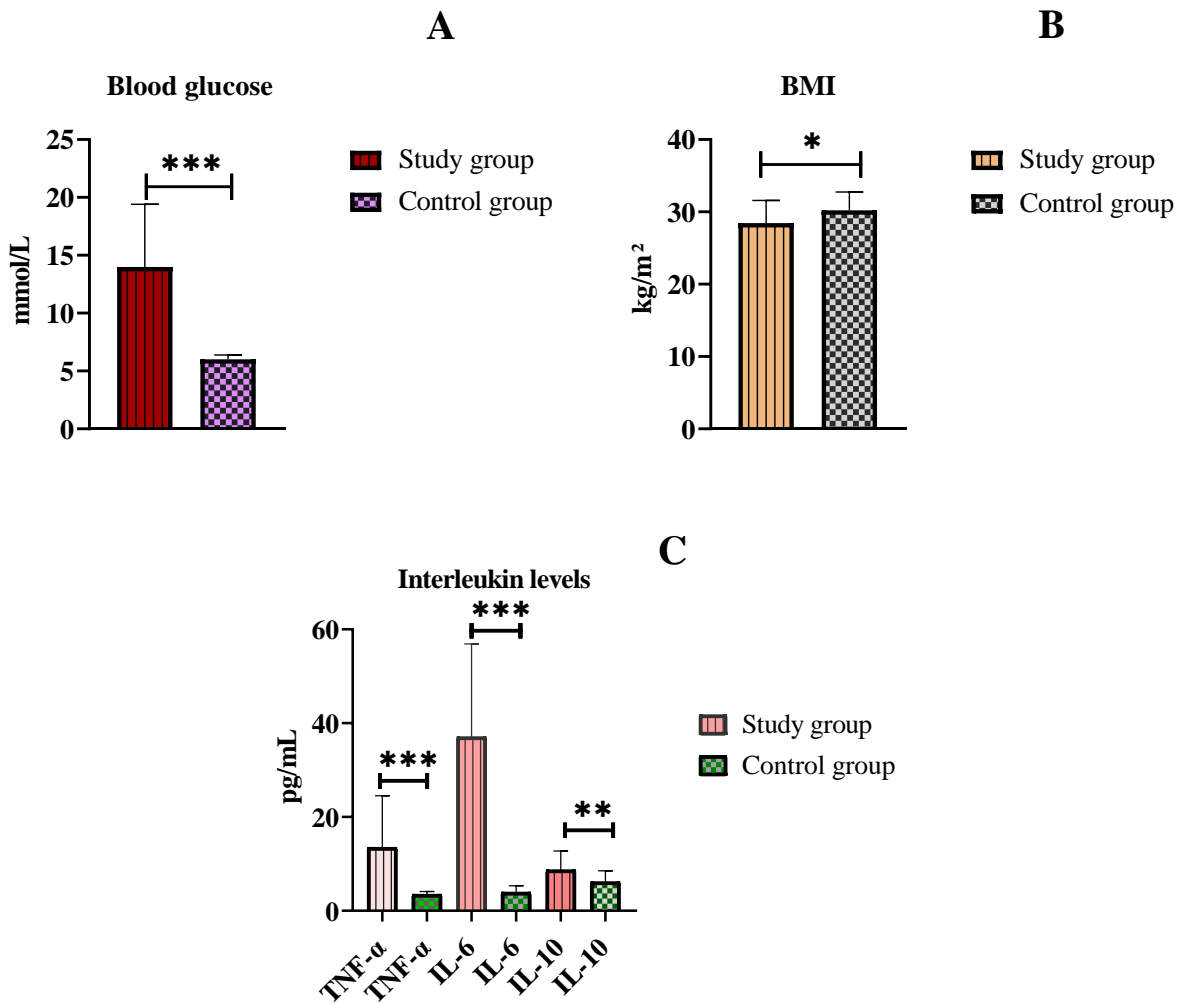 A
Blood glucose
25
20
15
10
5
0
mmol/L
***
Study group
Control group
B
BMI
40
30
20
10
0
kg/m²
*
Study group
Control group
C
Interleukin levels
60
40
20
0
pg/mL
***
***
**
TNF-α
TNF-α
IL-6
IL-6
IL-10
IL-10
Study group
Control group